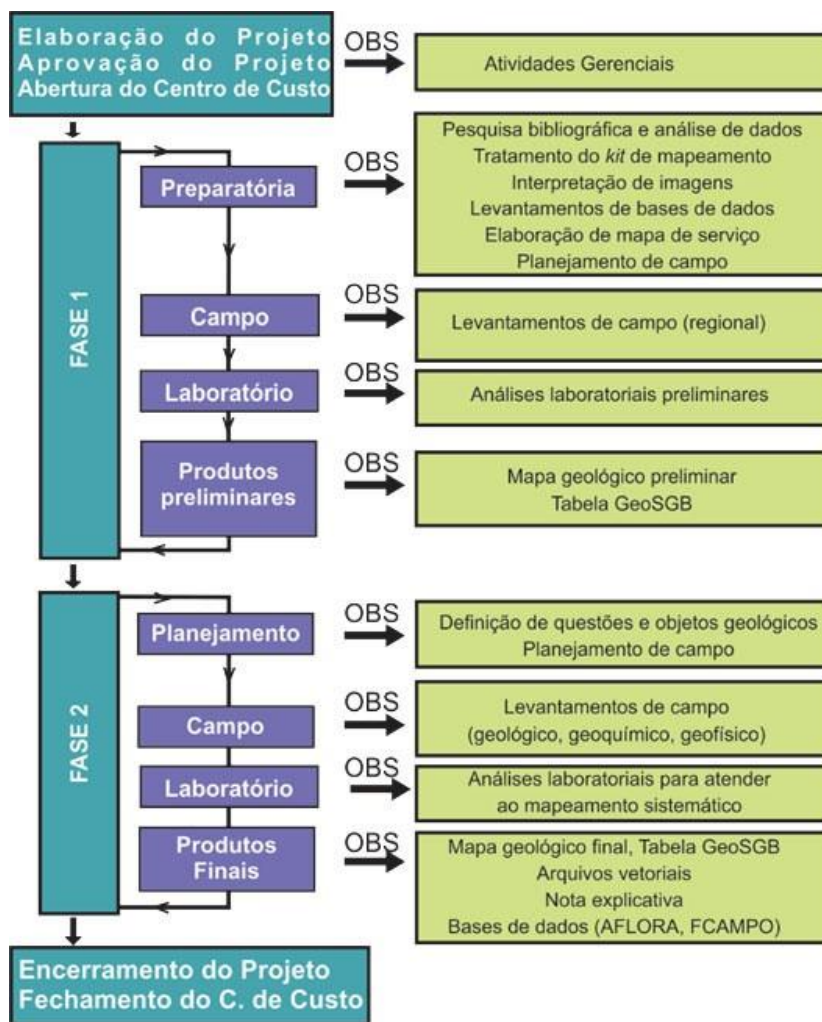 Elaboração do Projeto
Aprovação do Projeto
Abertura do Centro de Custo
OBS
Atividades Gerenciais
FASE 1
Preparatória
OBS
Pesquisa bibliográfica e análise de dados
Tratamento do kit de mapeamento
Interpretação de imagens
Levantamentos de bases de dados
Elaboração de mapa de serviço
Planejamento de campo
Campo
OBS
Levantamentos de campo (regional)
Laboratório
OBS
Análises laboratoriais preliminares
Produtos
preliminares
OBS
Mapa geológico preliminar
Tabela GeoSGB
FASE 2
Planejamento
OBS
Definição de questões e objetos geológicos
Planejamento de campo
Campo
OBS
Levantamentos de campo
(geológico, geoquímico, geofísico)
Laboratório
OBS
Análises laboratoriais para atender
ao mapeamento sistemático
Produtos
Finais
OBS
Mapa geológico final, Tabela GeoSGB
Arquivos vetoriais
Nota explicativa
Bases de dados (AFLORA, FCAMPO)
Encerramento do Projeto
Fechamento do C. de Custo